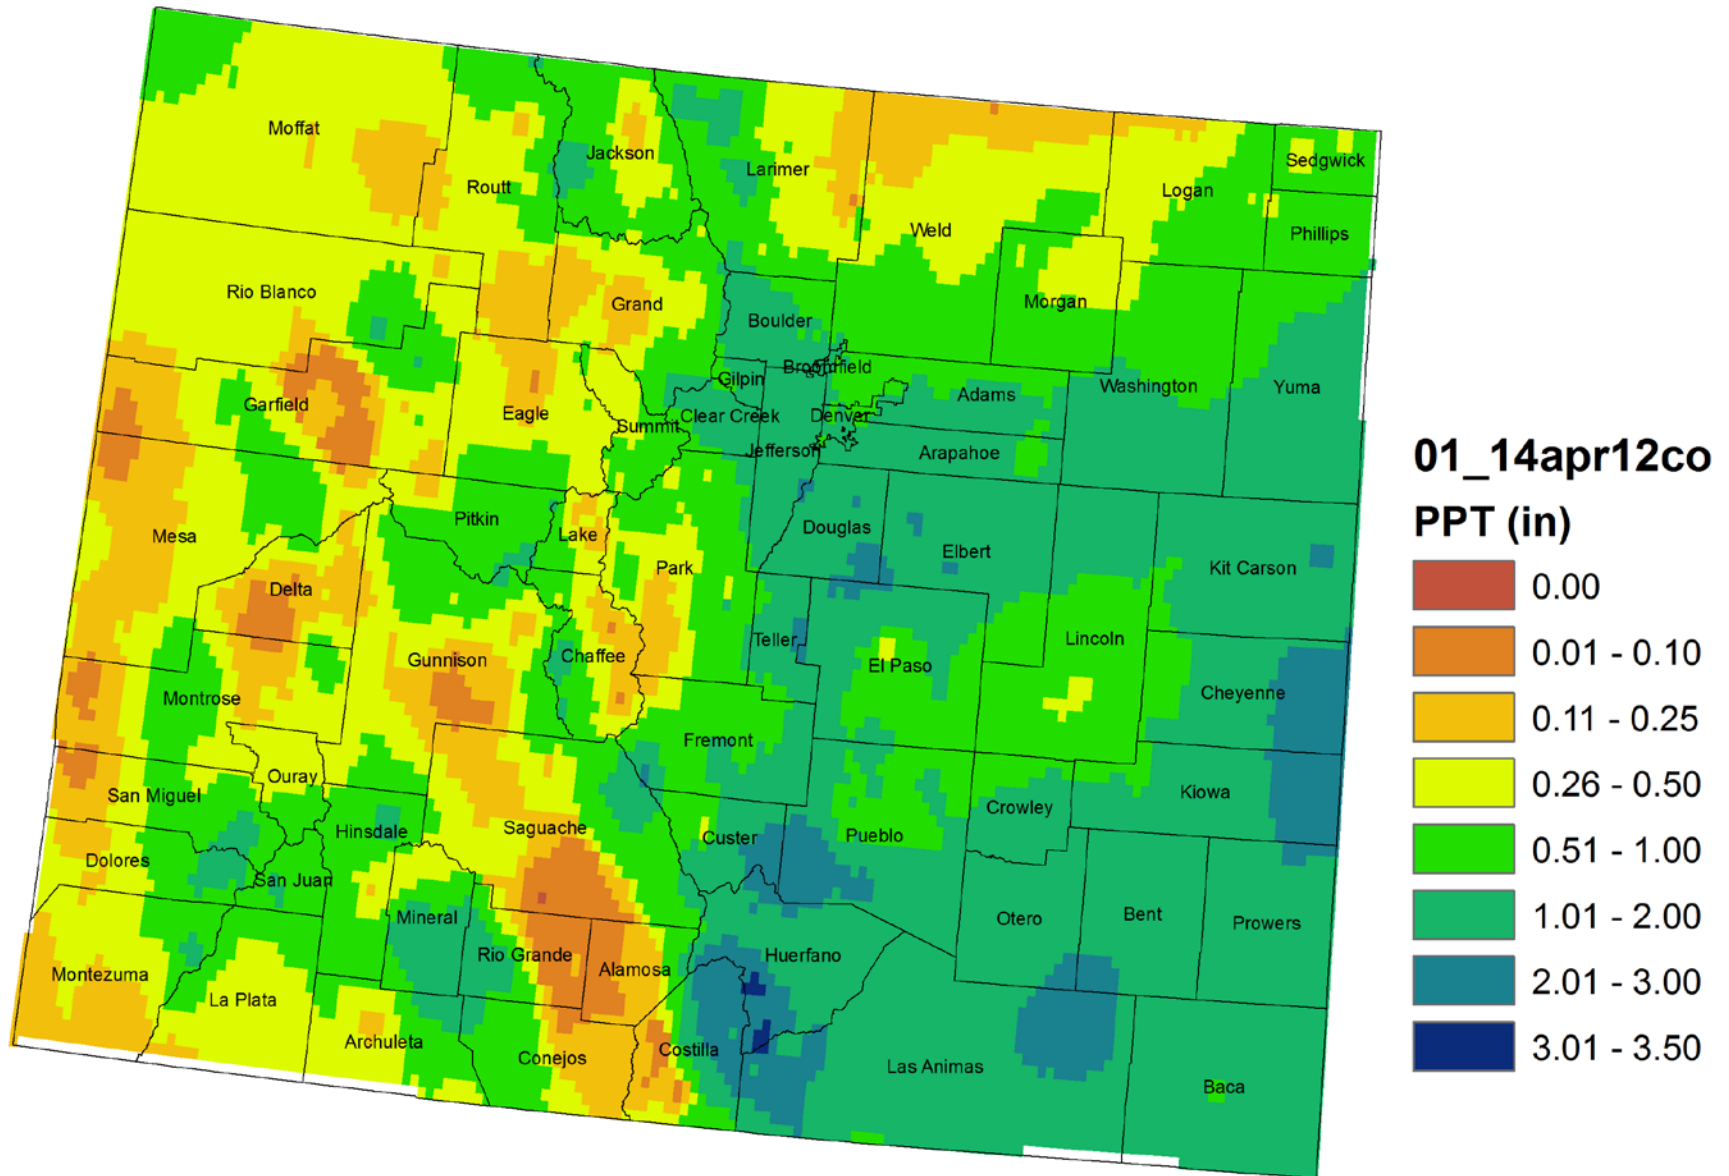 Moffat
Jackson
Routt
Larimer
Sedgwick
Logan
Weld
Phillips
Rio Blanco
Grand
Morgan
Boulder
Broomfield
Gilpin
Washington
Yuma
Garfield
Eagle
Adams
Clear Creek
Denver
Summit
Jefferson
Arapahoe
01_14apr12co
PPT (in)
Pitkin
Mesa
Lake
Douglas
Elbert
Park
Kit Carson
Delta
0.00
Gunnison
Chaffee
Teller
El Paso
Lincoln
0.01 - 0.10
Montrose
Cheyenne
Fremont
0.11 - 0.25
Ouray
San Miguel
Crowley
Kiowa
0.26 - 0.50
Hinsdale
Saguache
Custer
Pueblo
Dolores
0.51 - 1.00
San Juan
Mineral
Otero
Bent
Prowers
1.01 - 2.00
Rio Grande
Alamosa
Huerfano
Montezuma
La Plata
2.01 - 3.00
Archuleta
Conejos
Costilla
Las Animas
3.01 - 3.50
Baca